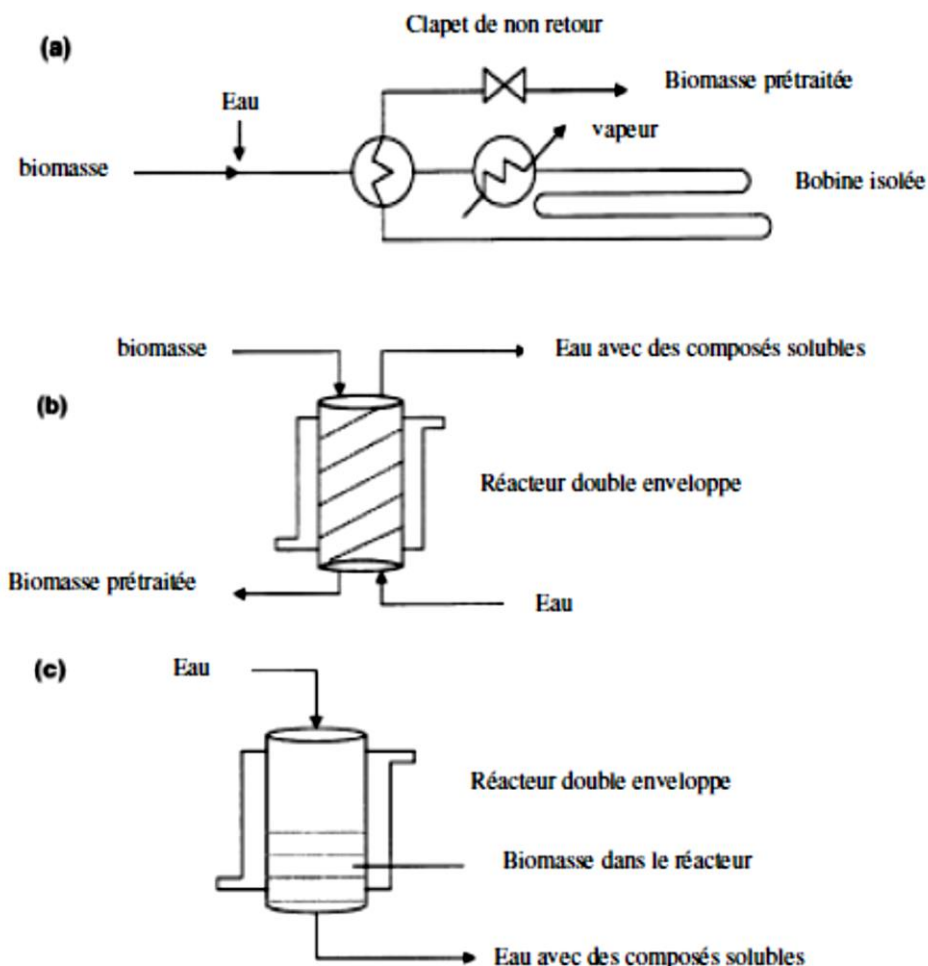 (a)
Clapet de non retour
Biomasse prétraitée
Eau
vapeur
biomasse
Bobine isolée
biomasse
Eau avec des composés solubles
(b)
Réacteur double enveloppe
Biomasse prétraitée
Eau
(c)
Eau
Réacteur double enveloppe
Biomasse dans le réacteur
Eau avec des composés solubles